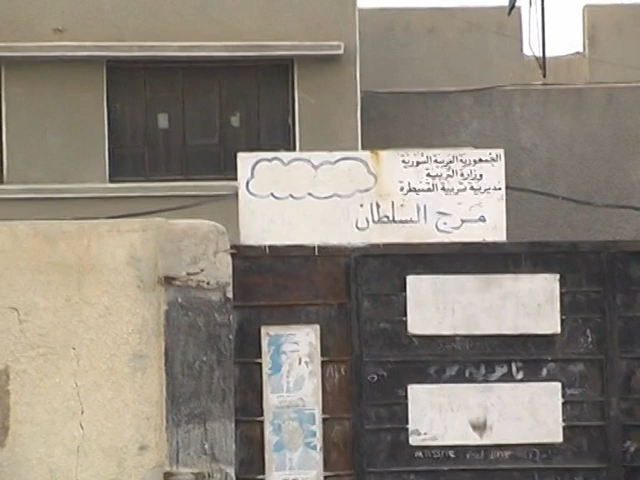 الجمهورية العربية السورية
وزارة التربية
مديرية تربية القنيطرة
مرج السلطان